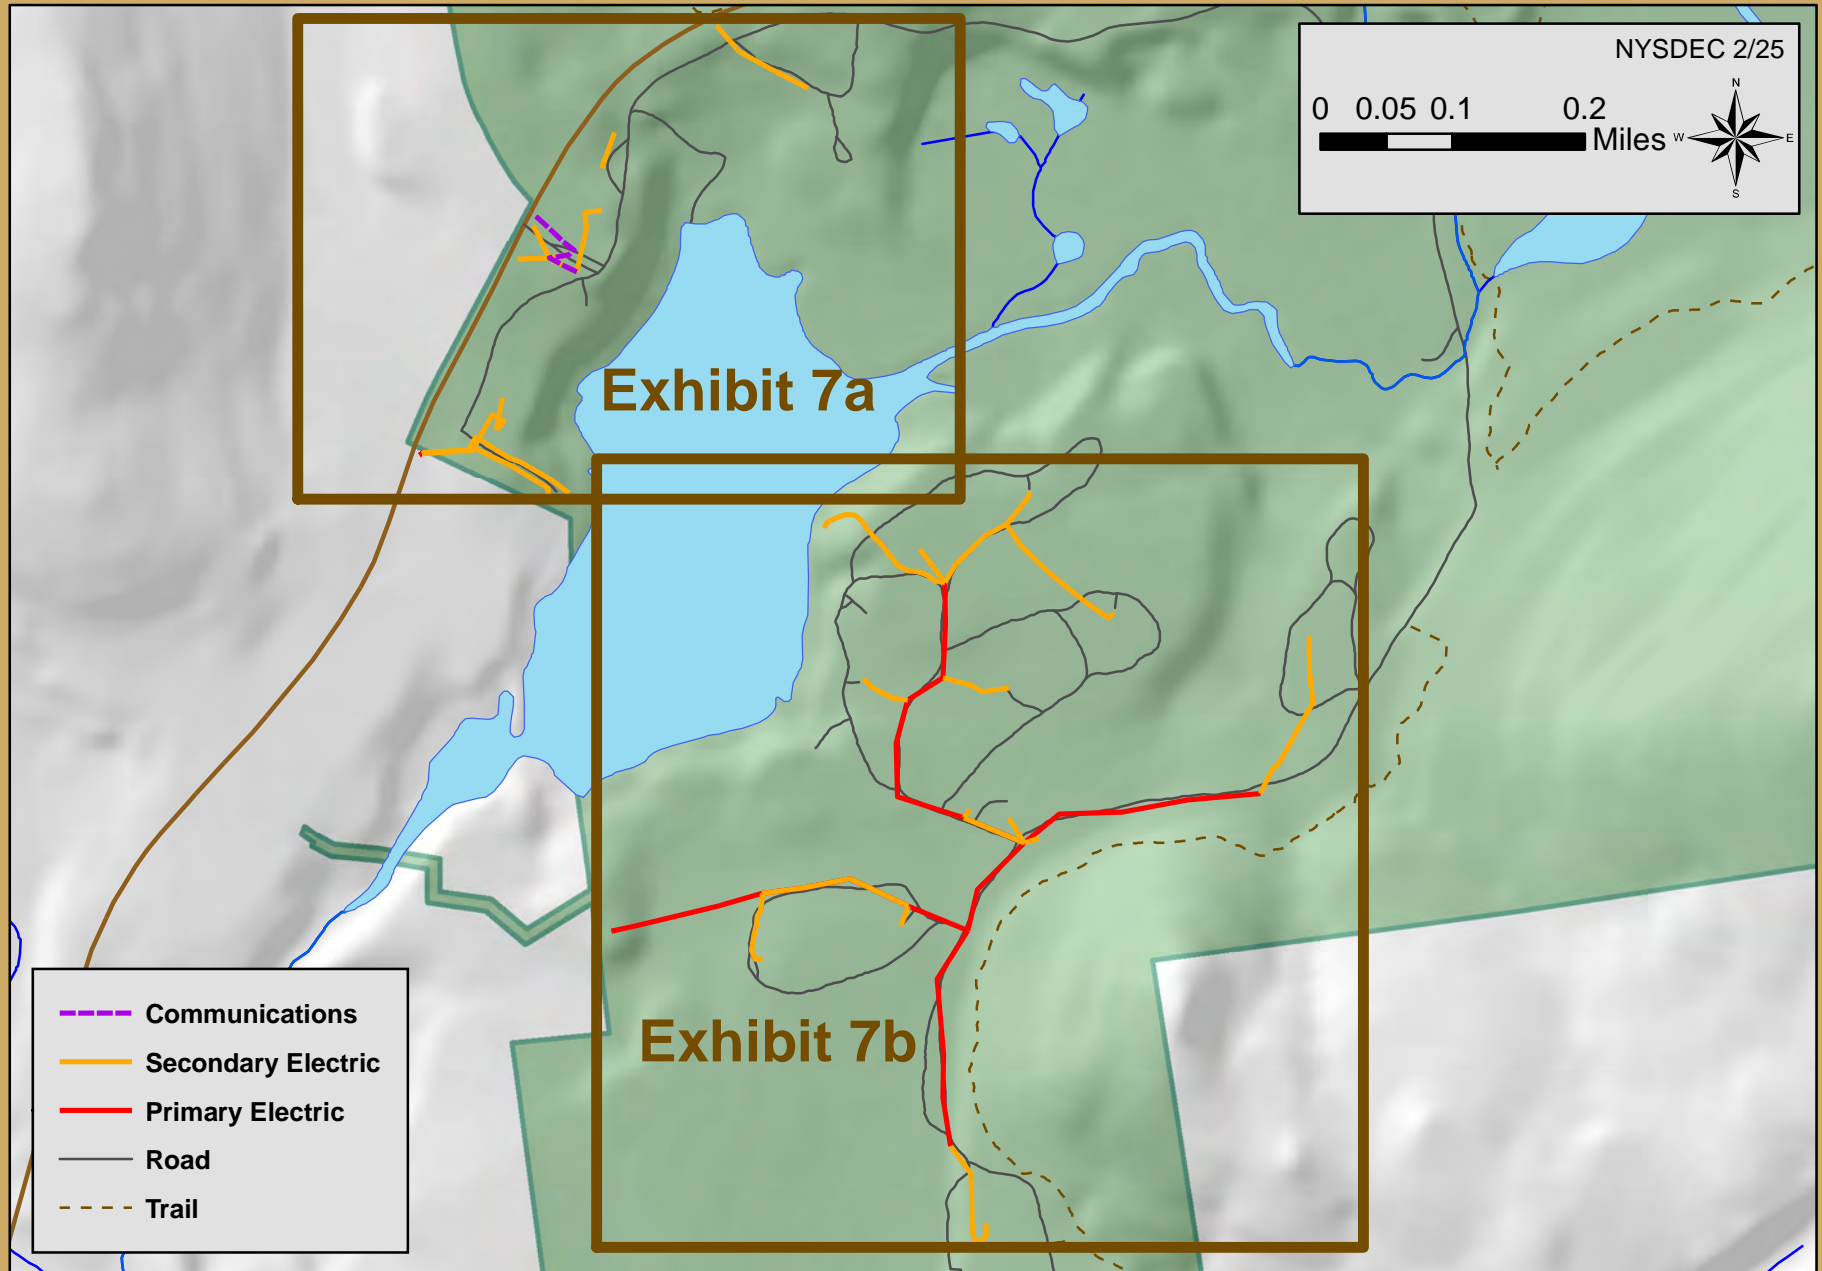 NYSDEC 2/25
0 0.05 0.1 0.2
Miles
N
W E
S
Exhibit 7a
Exhibit 7b
Communications
Secondary Electric
Primary Electric
Road
Trail